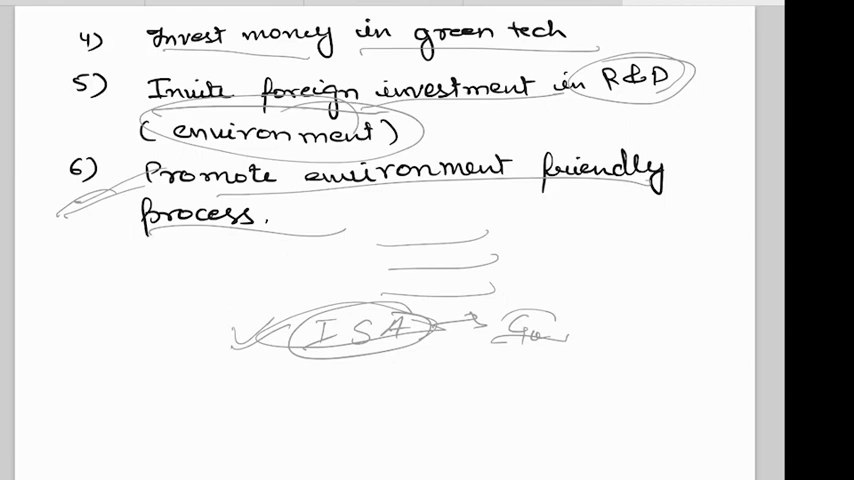 4) Invest money in green tech
5) Invite foreign investment in R&D
( environment )
6) Promote environment friendly
process.
ISA